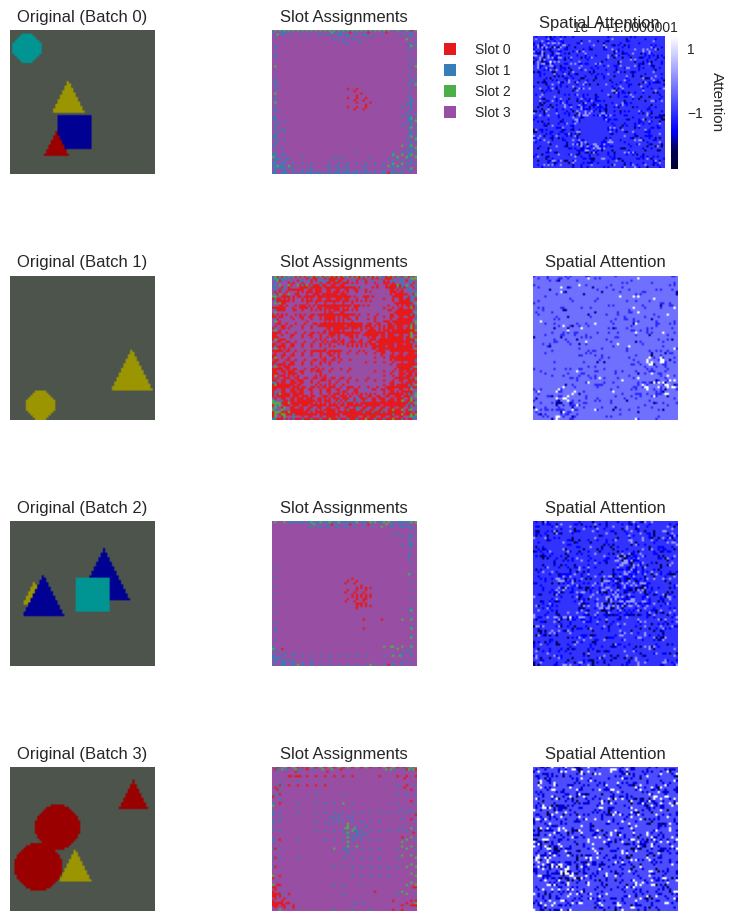 Original (Batch 0)
Slot Assignments
Spatial Attention
1e−7+1.0000001
Slot 0
Slot 1
Slot 2
Slot 3
1
−1
Attention
Original (Batch 1)
Slot Assignments
Spatial Attention
Original (Batch 2)
Slot Assignments
Spatial Attention
Original (Batch 3)
Slot Assignments
Spatial Attention